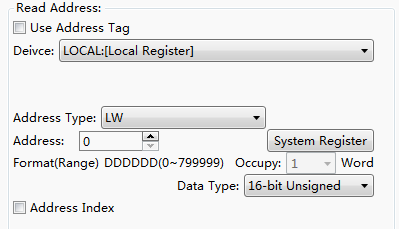 Read Address:
Use Address Tag
Deivce: LOCAL:[Local Register]
Address Type: LW
Address: 0 System Register
Format(Range) DDDDDD(0~799999) Occupy: 1 Word
Data Type: 16-bit Unsigned
Address Index